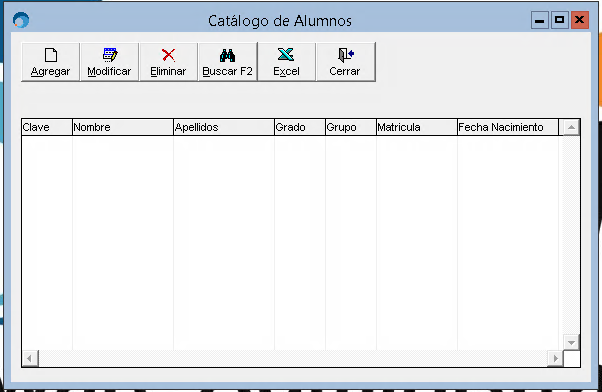 Catálogo de Alumnos
Agregar Modificar Eliminar Buscar F2 Excel Cerrar
Clave Nombre Apellidos Grado Grupo Matricula Fecha Nacimiento